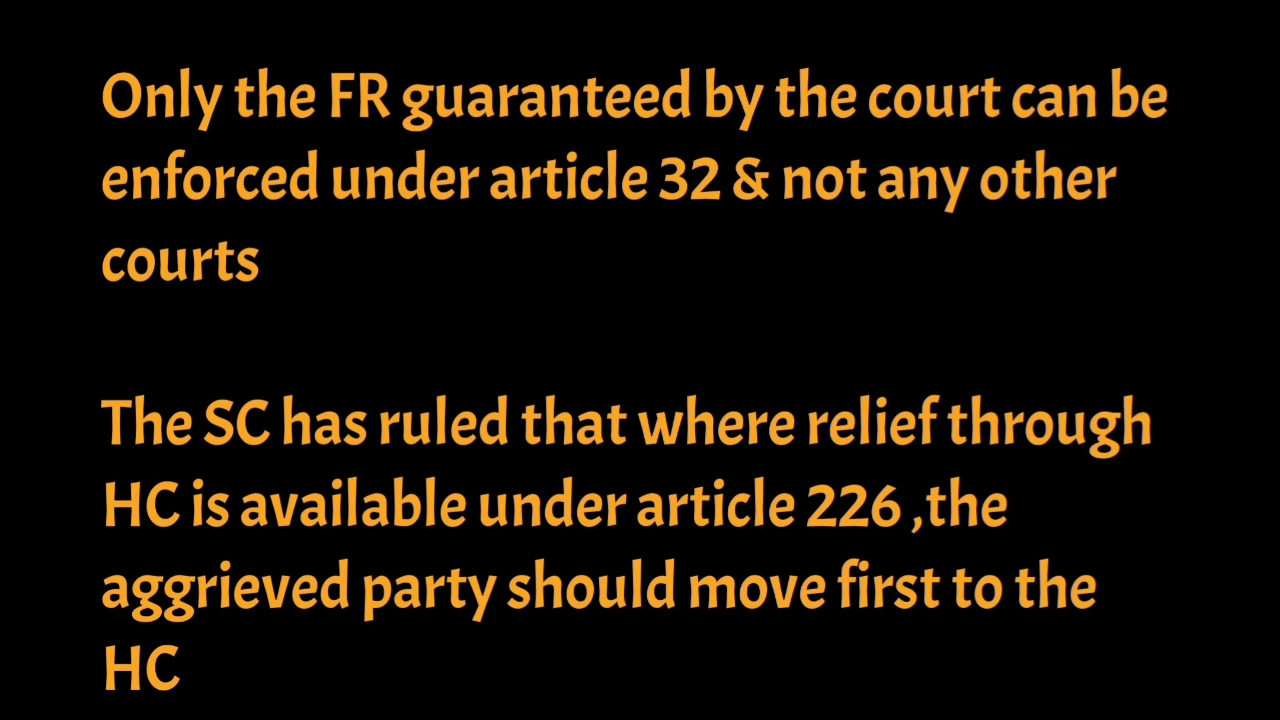 Only the FR guaranteed by the court can be
enforced under article 32 & not any other
courts
The SC has ruled that where relief through
HC is available under article 226 ,the
aggrieved party should move first to the
HC